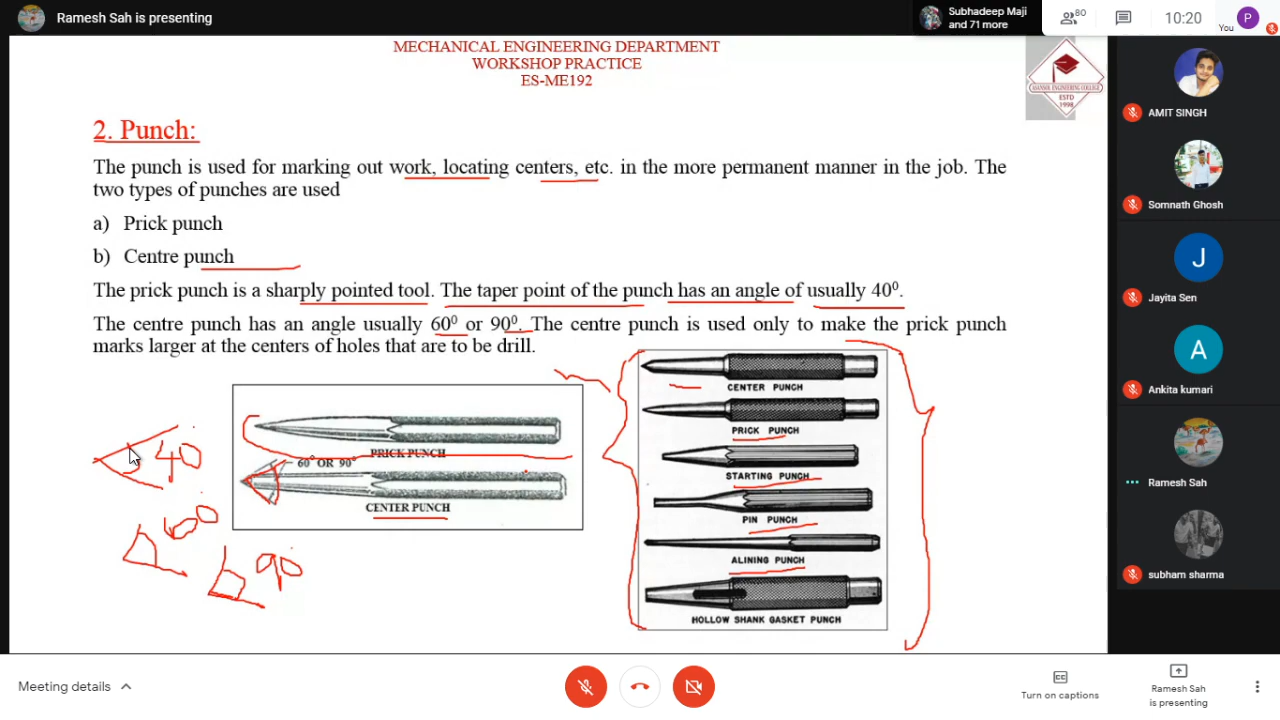 Ramesh Sah is presenting
Subhadeep Maji
and 71 more
80
10:20
You
P
MECHANICAL ENGINEERING DEPARTMENT
WORKSHOP PRACTICE
ES-ME192
ESTD
1998
2. Punch:
The punch is used for marking out work, locating centers, etc. in the more permanent manner in the job. The
two types of punches are used
a) Prick punch
b) Centre punch
The prick punch is a sharply pointed tool. The taper point of the punch has an angle of usually 40⁰.
The centre punch has an angle usually 60⁰ or 90⁰. The centre punch is used only to make the prick punch
marks larger at the centers of holes that are to be drill.
PRICK PUNCH
60° OR 90°
CENTER PUNCH
40
60
90
CENTER PUNCH
PRICK PUNCH
STARTING PUNCH
PIN PUNCH
ALINING PUNCH
HOLLOW SHANK GASKET PUNCH
AMIT SINGH
Somnath Ghosh
J
Jayita Sen
A
Ankita kumari
Ramesh Sah
subham sharma
Meeting details
CC
Turn on captions
Ramesh Sah
is presenting